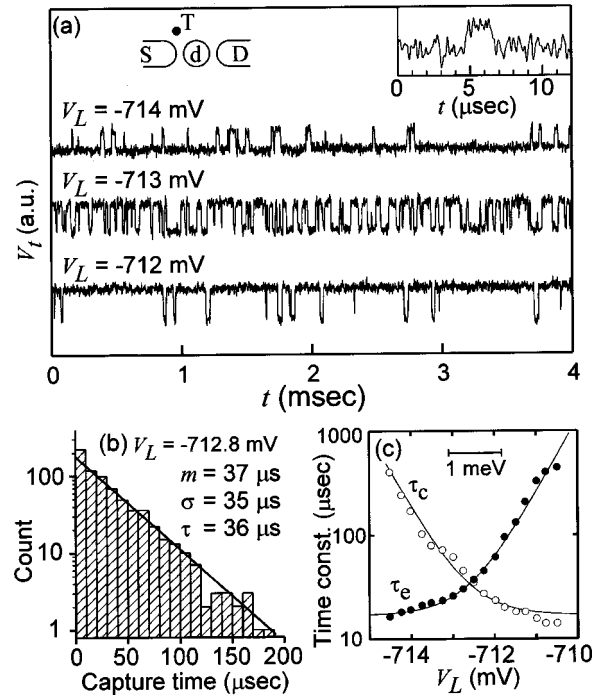 (a)
T
S d D
0 5 10
t (μsec)
V_L = -714 mV
V_L = -713 mV
V_L = -712 mV
V_t (a.u.)
0 1 2 3 4
t (msec)
(b) V_L = -712.8 mV
m = 37 μs
σ = 35 μs
τ = 36 μs
100
10
1
Count
0 50 100 150 200
Capture time (μsec)
(c)
1 meV
τ_c
τ_e
1000
100
10
Time const. (μsec)
-714 -712 -710
V_L (mV)